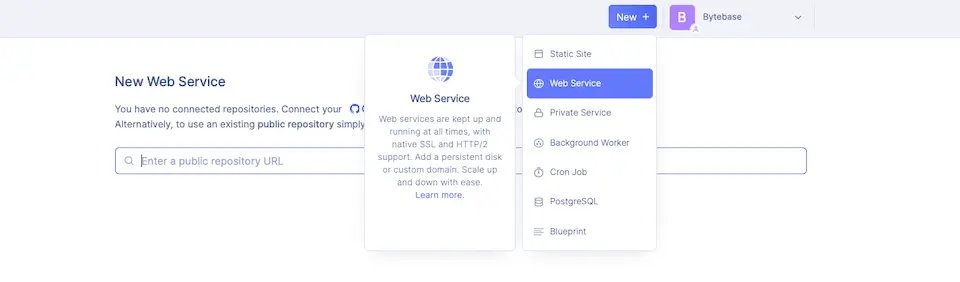 New +
B Bytebase
New Web Service
You have no connected repositories. Connect your
Alternatively, to use an existing public repository simply
Enter a public repository URL
Web Service
Web services are kept up and
running at all times, with
native SSL and HTTP/2
support. Add a persistent disk
or custom domain. Scale up
and down with ease.
Learn more.
Static Site
Web Service
Private Service
Background Worker
Cron Job
PostgreSQL
Blueprint